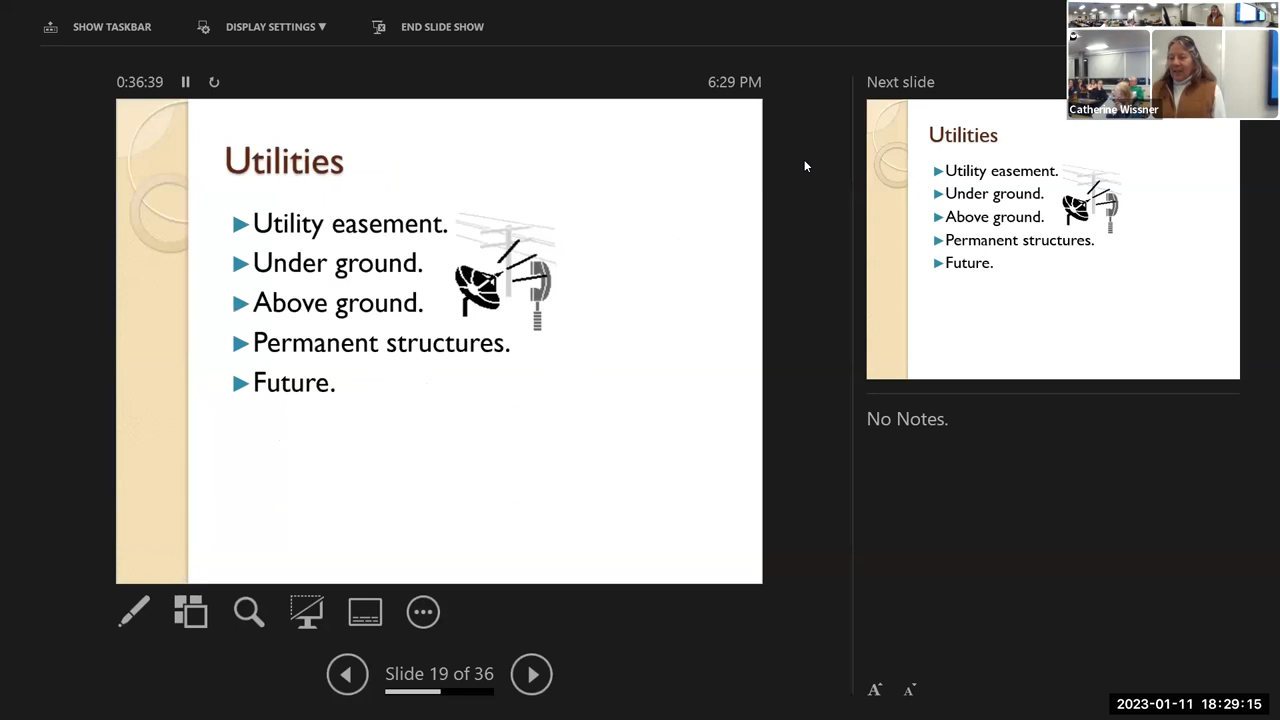 SHOW TASKBAR
DISPLAY SETTINGS ▼
END SLIDE SHOW
0:36:39
6:29 PM
Utilities
Utility easement.
Under ground.
Above ground.
Permanent structures.
Future.
Slide 19 of 36
Next slide
Utilities
Utility easement.
Under ground.
Above ground.
Permanent structures.
Future.
No Notes.
A A
Catherine Wissner
2023-01-11 18:29:15